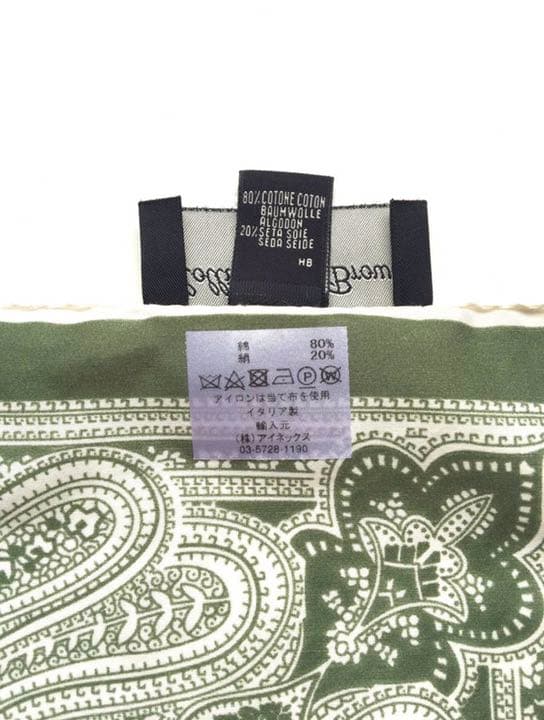 80% COTONE COTON
BAUMWOLLE
ALGODON
20% SETA SOIE
SEDA SEIDE
HB
綿 80%
絹 20%
アイロンは当て布を使用
イタリア製
輸入元
(株)アイネックス
03-5728-1190